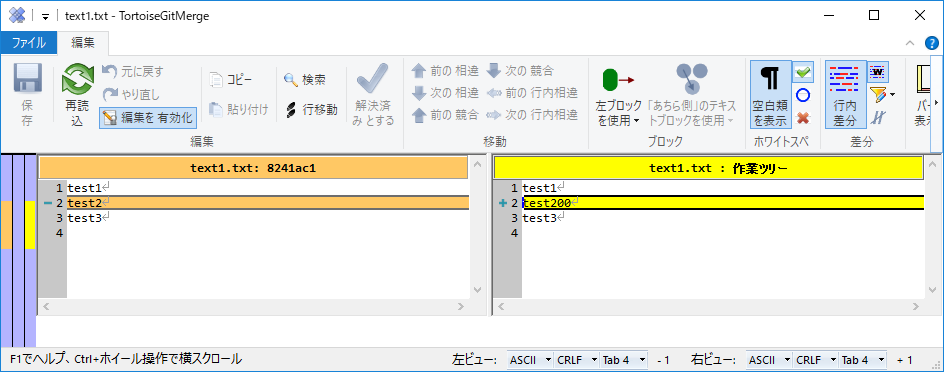 text1.txt - TortoiseGitMerge
ファイル 編集
保存
再読込
元に戻す
やり直し
編集を有効化
コピー
貼り付け
検索
行移動
解決済みとする
編集
前の 相違
前の 競合
前の 行内相違
次の 競合
次の 相違
次の 行内相違
移動
左ブロックを使用
「あちら側」のテキストブロックを使用
ブロック
空白類を表示
ホワイトスペ
行内差分
差分
バー
表示
text1.txt: 8241ac1
1 test1
2 test2
3 test3
4
text1.txt : 作業ツリー
1 test1
2 test200
3 test3
4
F1でヘルプ、Ctrl+ホイール操作で横スクロール 左ビュー: ASCII CRLF Tab 4 - 1 右ビュー: ASCII CRLF Tab 4 + 1